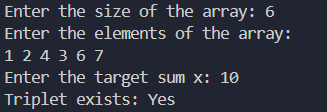 Enter the size of the array: 6
Enter the elements of the array:
1 2 4 3 6 7
Enter the target sum x: 10
Triplet exists: Yes